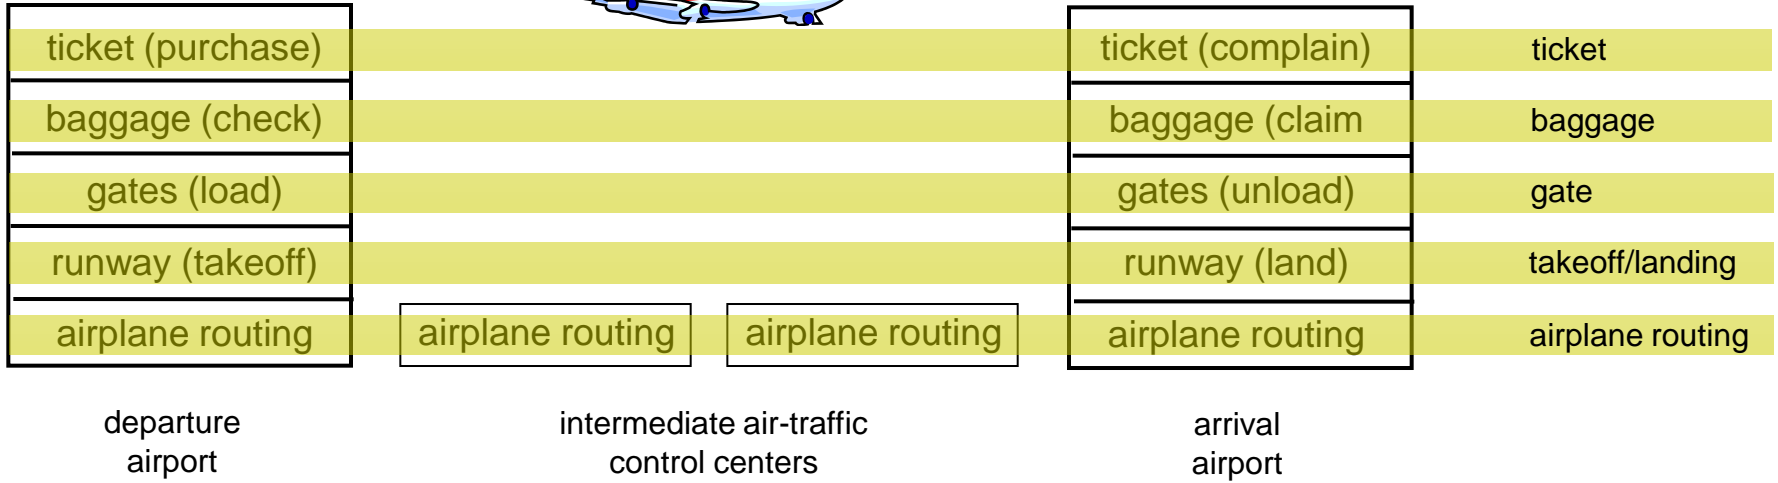 ticket (purchase) ticket (complain) ticket
baggage (check) baggage (claim baggage
gates (load) gates (unload) gate
runway (takeoff) runway (land) takeoff/landing
airplane routing airplane routing airplane routing airplane routing airplane routing
departure
airport
intermediate air-traffic
control centers
arrival
airport